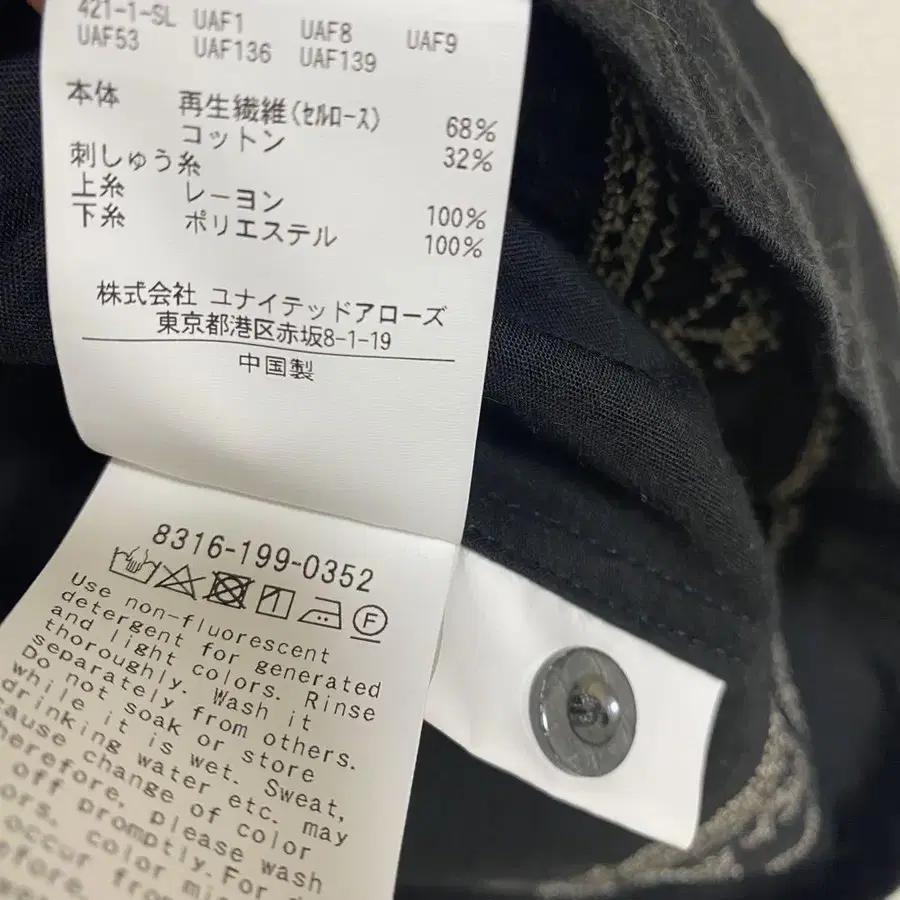 421-1-SL UAF1 UAF8 UAF9
UAF53 UAF136 UAF139
本体 再生繊維(セルロース) 68%
コットン 32%
刺しゅう糸
上糸 レーヨン 100%
下糸 ポリエステル 100%
株式会社 ユナイテッドアローズ
東京都港区赤坂8-1-19
中国製
8316-199-0352
F
Use non-fluorescent
detergent for generated
and light colors. Rinse
thoroughly. Wash it
separately from others.
Do not soak or store
while it is wet. Sweat,
drinking water etc. may
cause change of color
therefore, please wash
off promptly. For
color
occur from